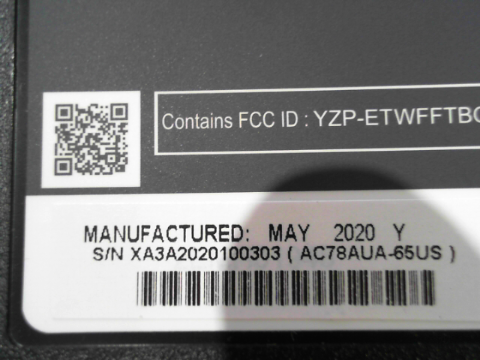 Contains FCC ID : YZP-ETWFFTBC
MANUFACTURED: MAY 2020 Y
S/N XA3A2020100303 ( AC78AUA-65US )